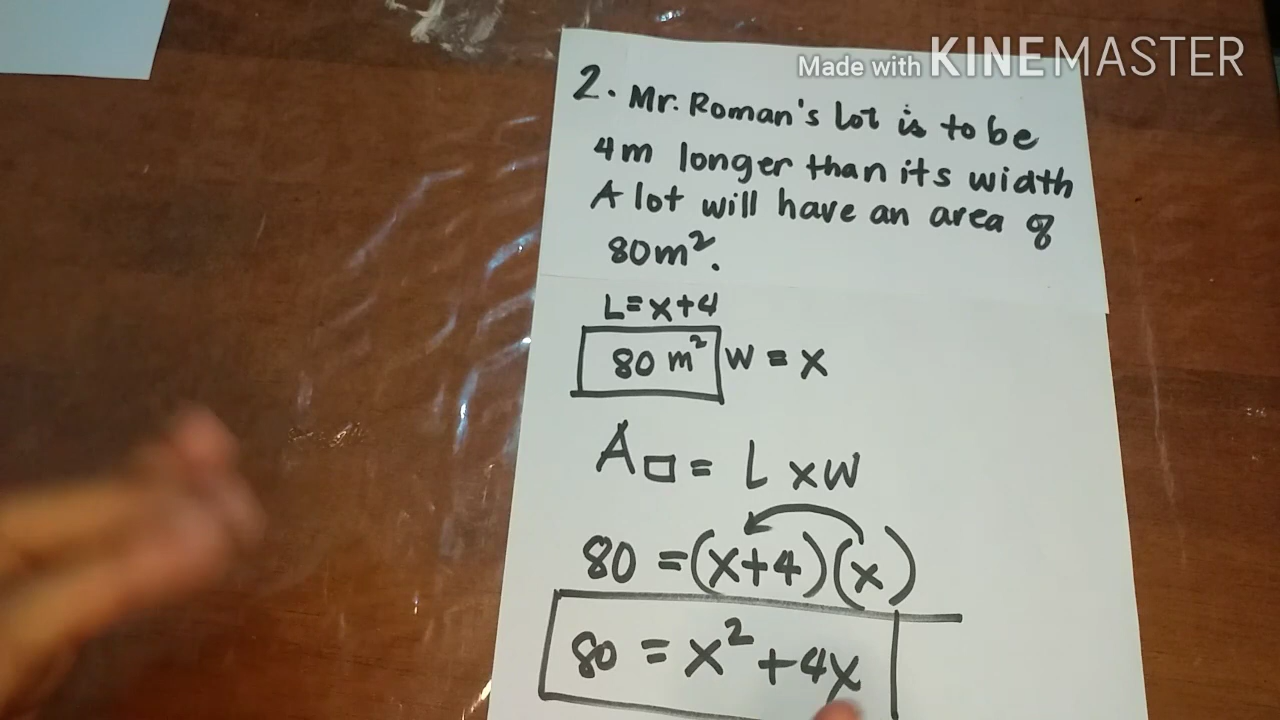 Made with KINEMASTER
2. Mr. Roman's lot is to be
4m longer than its width
A lot will have an area of
80m².
L=x+4
80 m² W = x
A□ = L x W
80 = (x+4)(x)
80 = x² + 4x